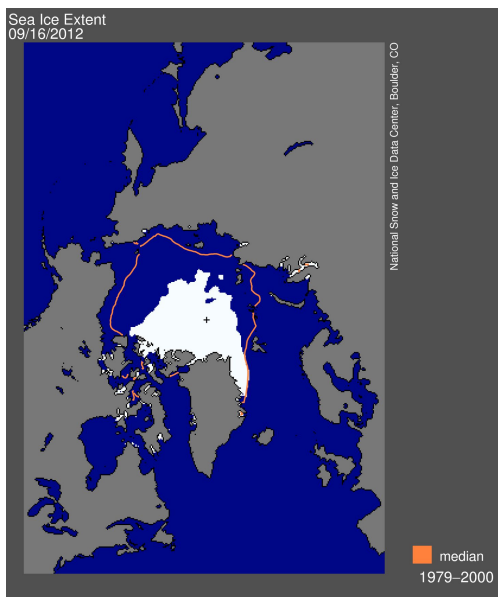 Sea Ice Extent
09/16/2012
National Snow and Ice Data Center, Boulder, CO
median
1979–2000